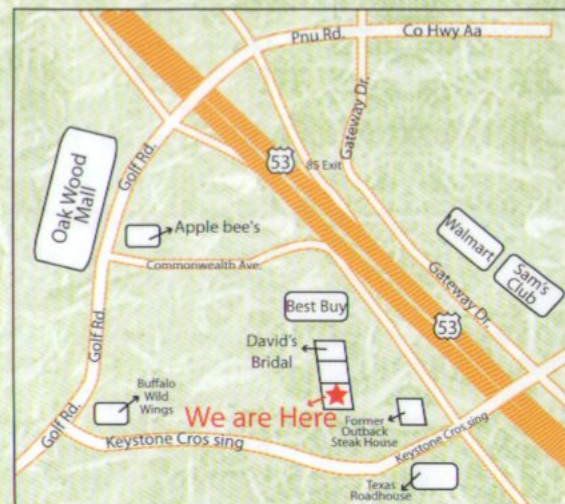 Pnu Rd.
Co Hwy Aa
Golf Rd.
53
85 Exit
Gateway Dr.
Oak Wood
Mall
Apple bee's
Commonwealth Ave.
Walmart
Sam's
Club
Gateway Dr.
53
Best Buy
David's
Bridal
Golf Rd.
Buffalo
Wild
Wings
We are Here
Former
Outback
Steak House
Golf Rd.
Keystone Cros sing
Keystone Cros sing
Texas
Roadhouse